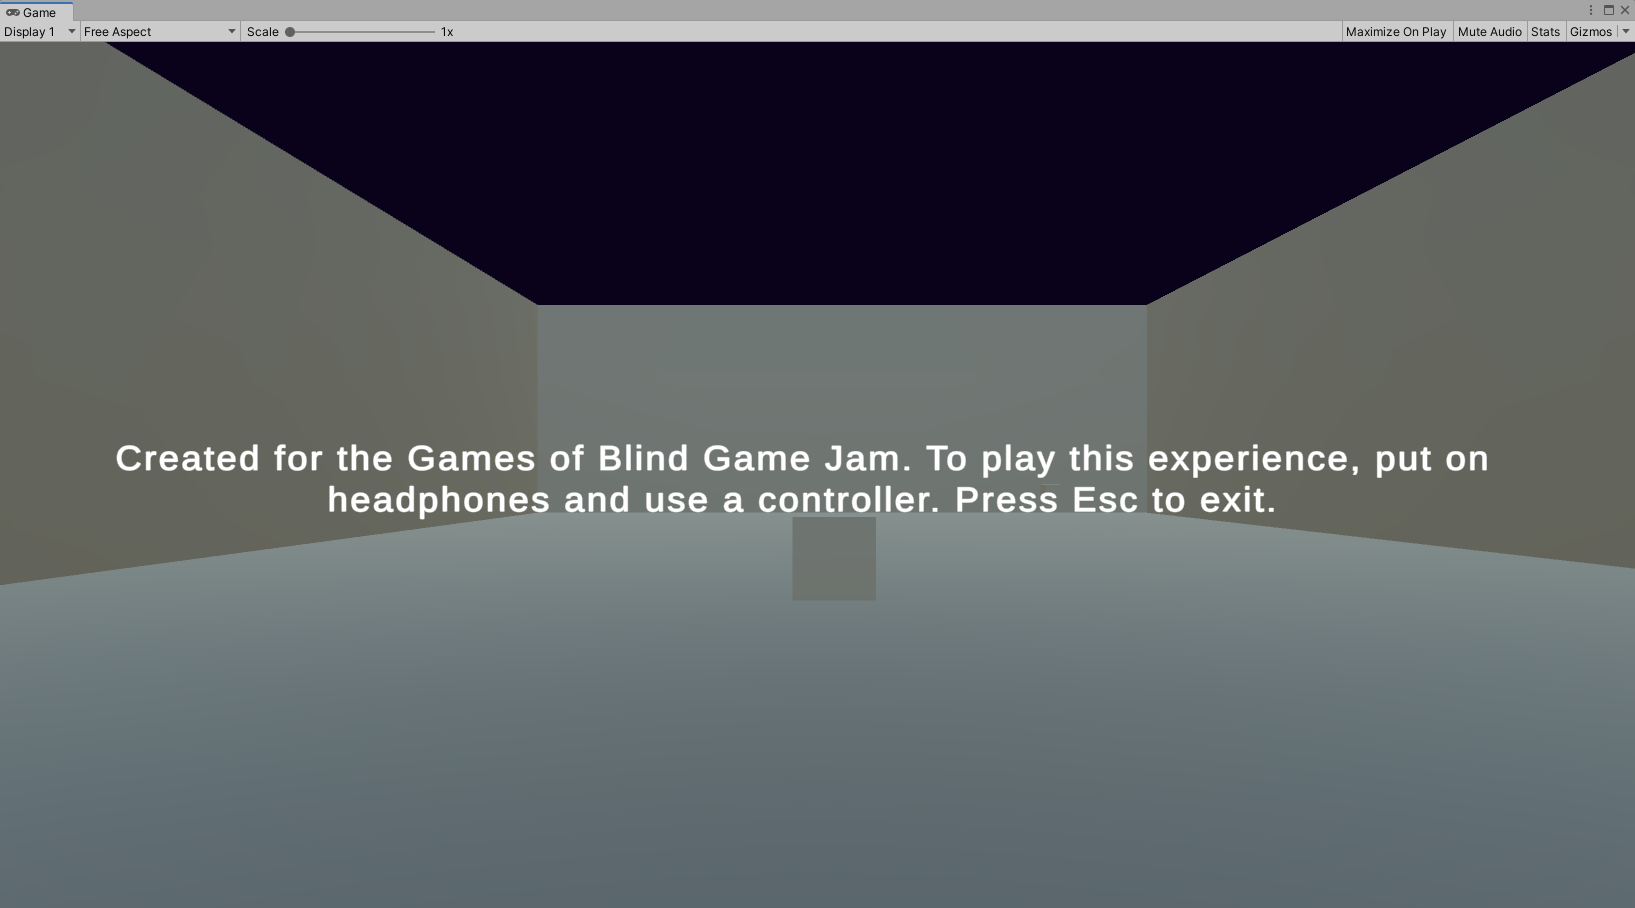 Game
Display 1 Free Aspect Scale 1x Maximize On Play Mute Audio Stats Gizmos
Created for the Games of Blind Game Jam. To play this experience, put on
headphones and use a controller. Press Esc to exit.